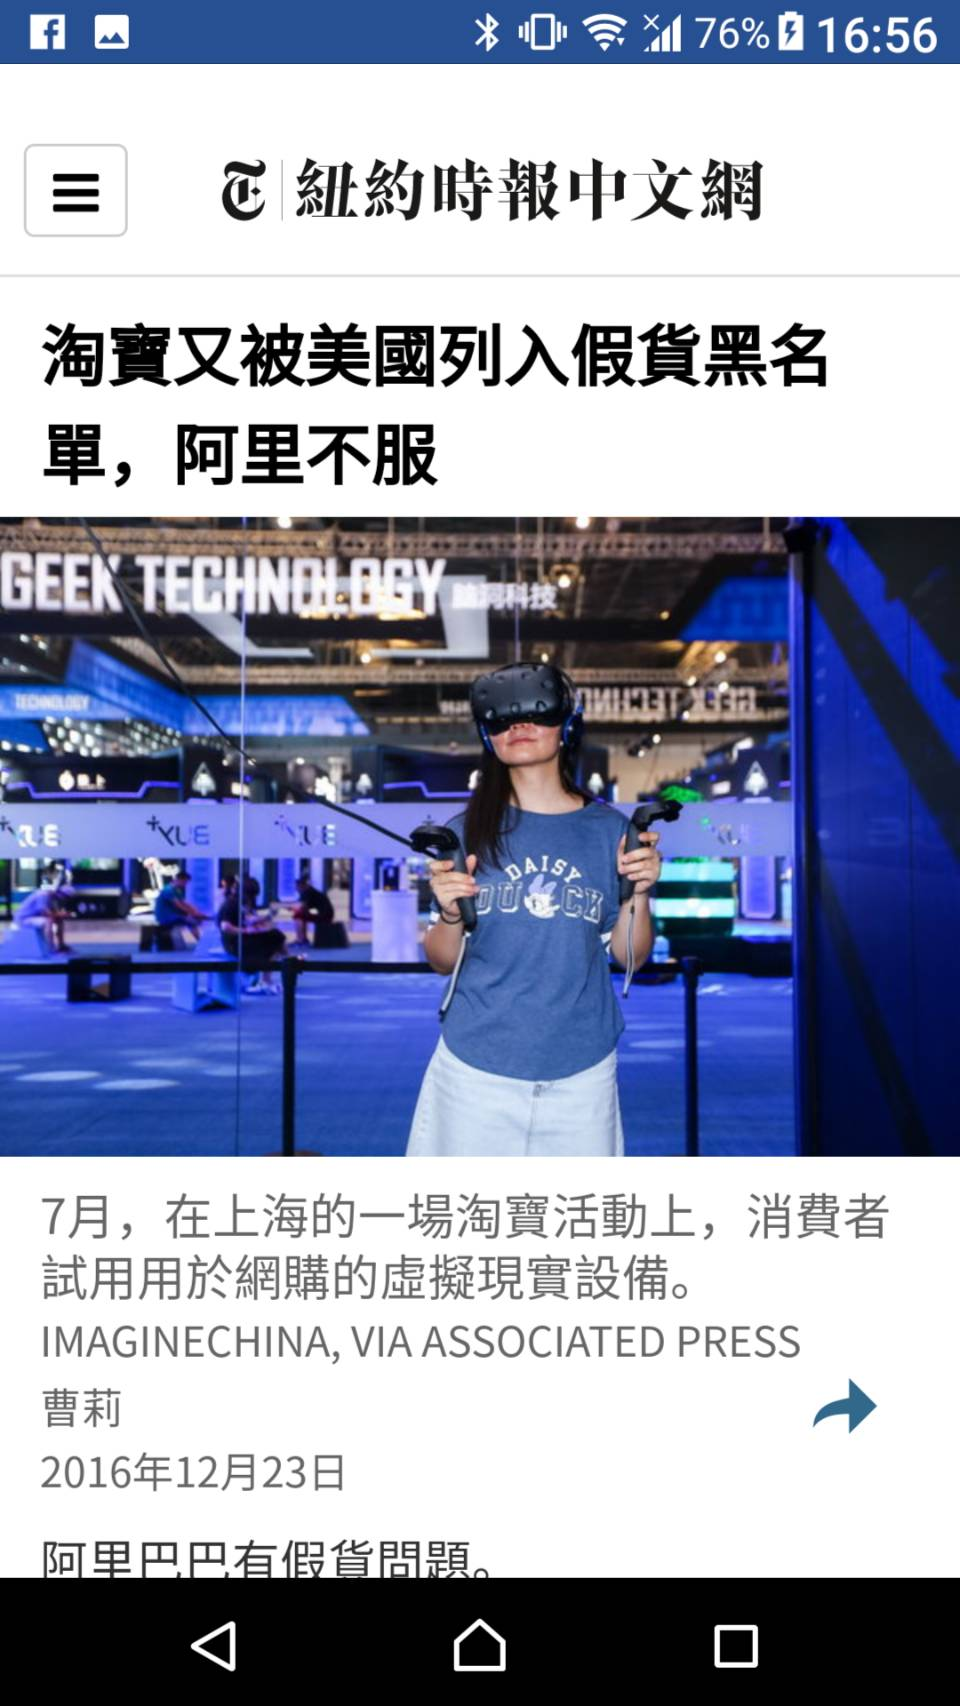 76% 16:56
紐約時報中文網
淘寶又被美國列入假貨黑名
單，阿里不服
GEEK TECHNOLOGY 脑洞科技
TECHNOLOGY
XUE
DAISY
DUCK
7月，在上海的一場淘寶活動上，消費者
試用用於網購的虛擬現實設備。
IMAGINECHINA, VIA ASSOCIATED PRESS
曹莉
2016年12月23日
阿里巴巴有假貨問題。